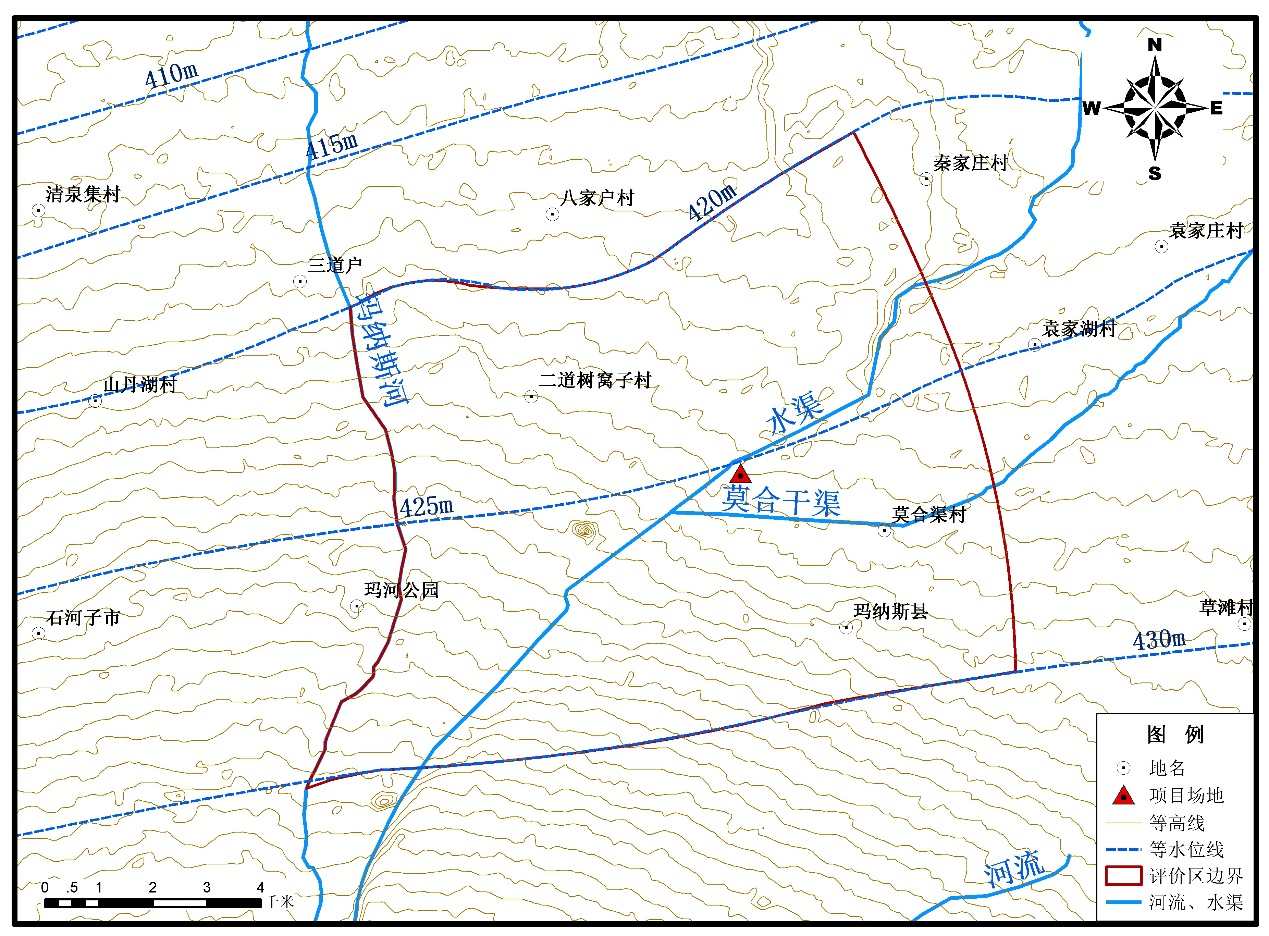 N
W
E
S
410m
415m
清泉集村
八家户村
420m
秦家庄村
袁家庄村
三道户
玛纳斯河
袁家湖村
山丹湖村
二道树窝子村
水渠
425m
莫合干渠
莫合渠村
玛河公园
石河子市
玛纳斯县
草滩村
430m
河流
图 例
地名
项目场地
等高线
等水位线
评价区边界
河流、水渠
0 .5 1 2 3 4
千米